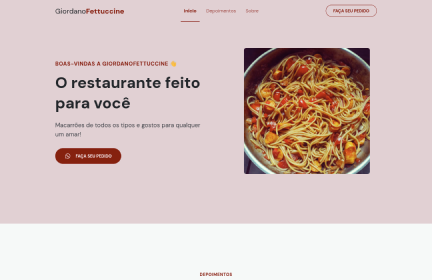 GiordanoFettuccine
Início Depoimentos Sobre
FAÇA SEU PEDIDO
BOAS-VINDAS A GIORDANOFETTUCCINE 👋
O restaurante feito
para você
Macarrões de todos os tipos e gostos para qualquer
um amar!
FAÇA SEU PEDIDO
DEPOIMENTOS